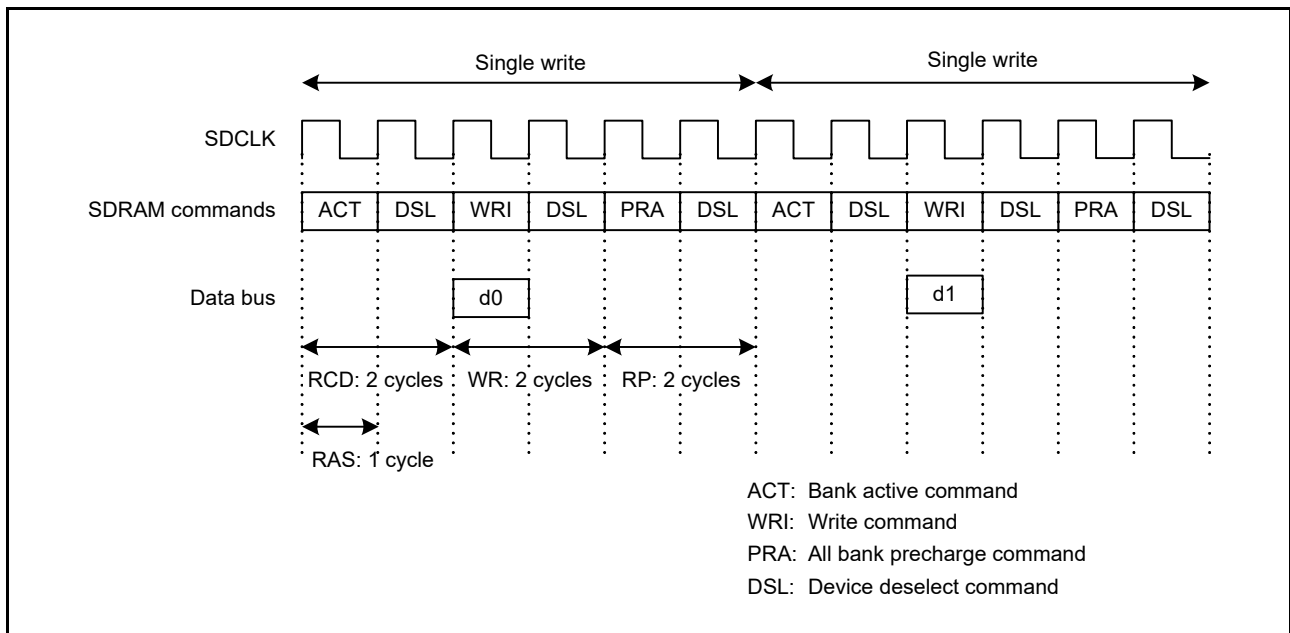 Single write Single write
SDCLK
SDRAM commands ACT DSL WRI DSL PRA DSL ACT DSL WRI DSL PRA DSL
Data bus d0 d1
RCD: 2 cycles WR: 2 cycles RP: 2 cycles
RAS: 1 cycle
ACT: Bank active command
WRI: Write command
PRA: All bank precharge command
DSL: Device deselect command